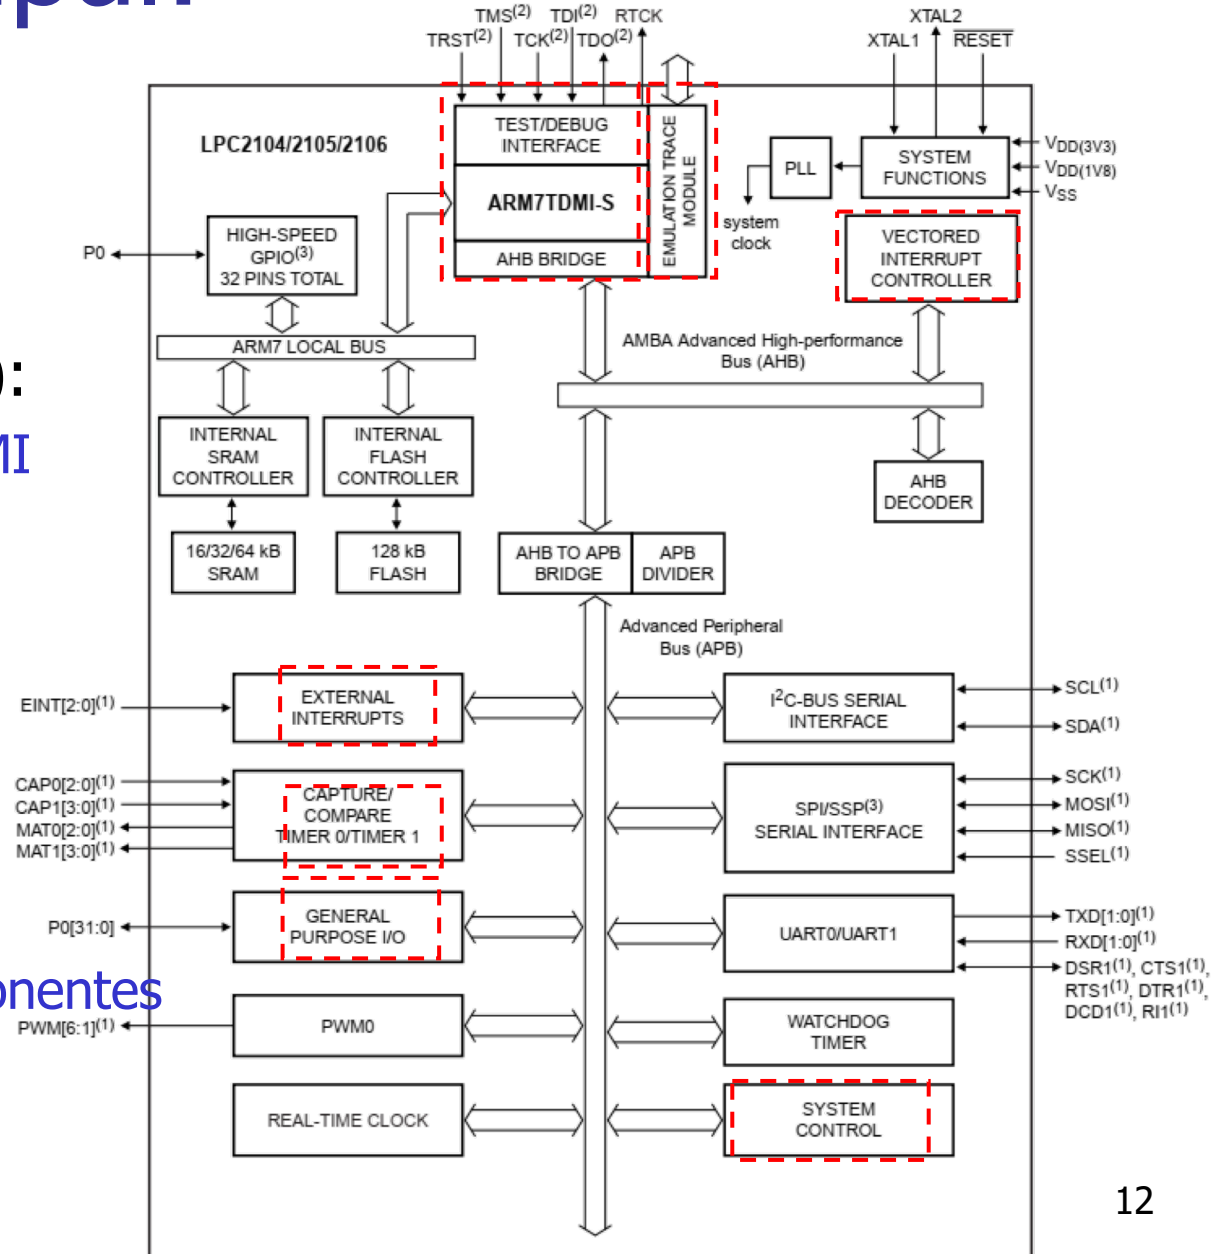 TMS(2) TDI(2) RTCK
TRST(2) TCK(2) TDO(2)
XTAL2
XTAL1 RESET
LPC2104/2105/2106
TEST/DEBUG
INTERFACE
ARM7TDMI-S
AHB BRIDGE
EMULATION TRACE
MODULE
PLL
SYSTEM
FUNCTIONS
VDD(3V3)
VDD(1V8)
VSS
system
clock
P0
HIGH-SPEED
GPIO(3)
32 PINS TOTAL
VECTORED
INTERRUPT
CONTROLLER
ARM7 LOCAL BUS
AMBA Advanced High-performance
Bus (AHB)
):
MI
INTERNAL
SRAM
CONTROLLER
INTERNAL
FLASH
CONTROLLER
AHB
DECODER
16/32/64 kB
SRAM
128 kB
FLASH
AHB TO APB
BRIDGE
APB
DIVIDER
Advanced Peripheral
Bus (APB)
EINT[2:0](1)
EXTERNAL
INTERRUPTS
I2C-BUS SERIAL
INTERFACE
SCL(1)
SDA(1)
CAP0[2:0](1)
CAP1[3:0](1)
MAT0[2:0](1)
MAT1[3:0](1)
CAPTURE/
COMPARE
TIMER 0/TIMER 1
SPI/SSP(3)
SERIAL INTERFACE
SCK(1)
MOSI(1)
MISO(1)
SSEL(1)
P0[31:0]
GENERAL
PURPOSE I/O
UART0/UART1
TXD[1:0](1)
RXD[1:0](1)
DSR1(1), CTS1(1),
RTS1(1), DTR1(1),
DCD1(1), RI1(1)
onentes
PWM[6:1](1)
PWM0
WATCHDOG
TIMER
REAL-TIME CLOCK
SYSTEM
CONTROL
12